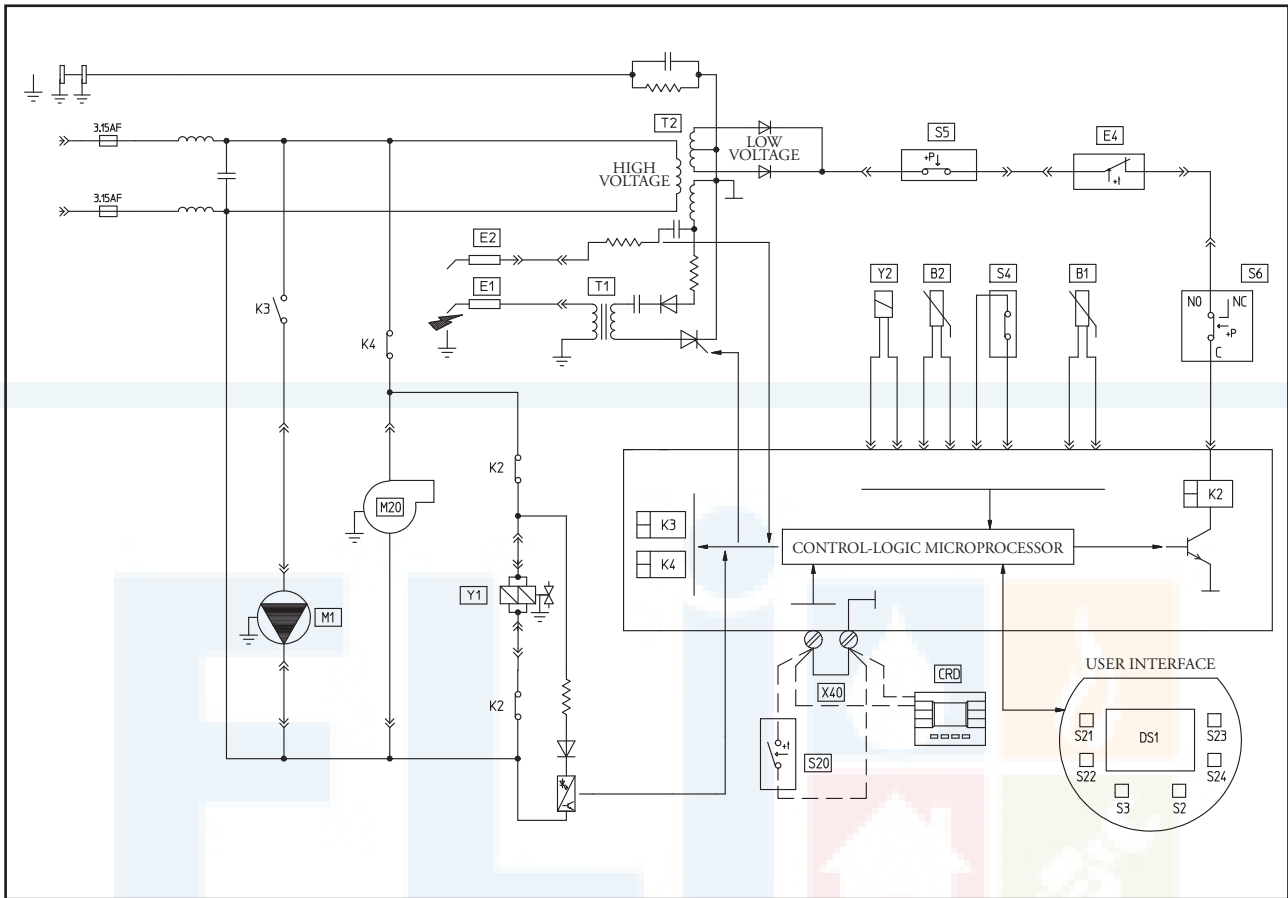 3.15AF
T2
LOW
VOLTAGE
S5
+P
E4
+t
HIGH
VOLTAGE
3.15AF
E2
E1
T1
Y2
B2
S4
B1
S6
NO
NC
+P
C
K3
K4
K2
K2
M20
K3
K4
CONTROL-LOGIC MICROPROCESSOR
Y1
M1
K2
X40
CRD
+t
S20
USER INTERFACE
S21
S22
DS1
S23
S24
S3
S2